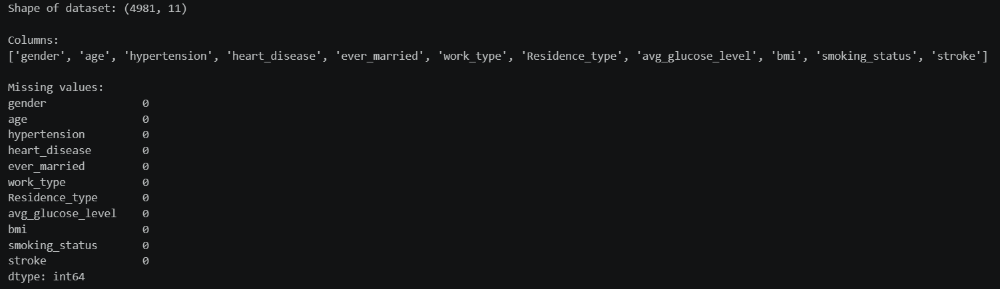 Shape of dataset: (4981, 11)
Columns:
['gender', 'age', 'hypertension', 'heart_disease', 'ever_married', 'work_type', 'Residence_type', 'avg_glucose_level', 'bmi', 'smoking_status', 'stroke']
Missing values:
gender 0
age 0
hypertension 0
heart_disease 0
ever_married 0
work_type 0
Residence_type 0
avg_glucose_level 0
bmi 0
smoking_status 0
stroke 0
dtype: int64